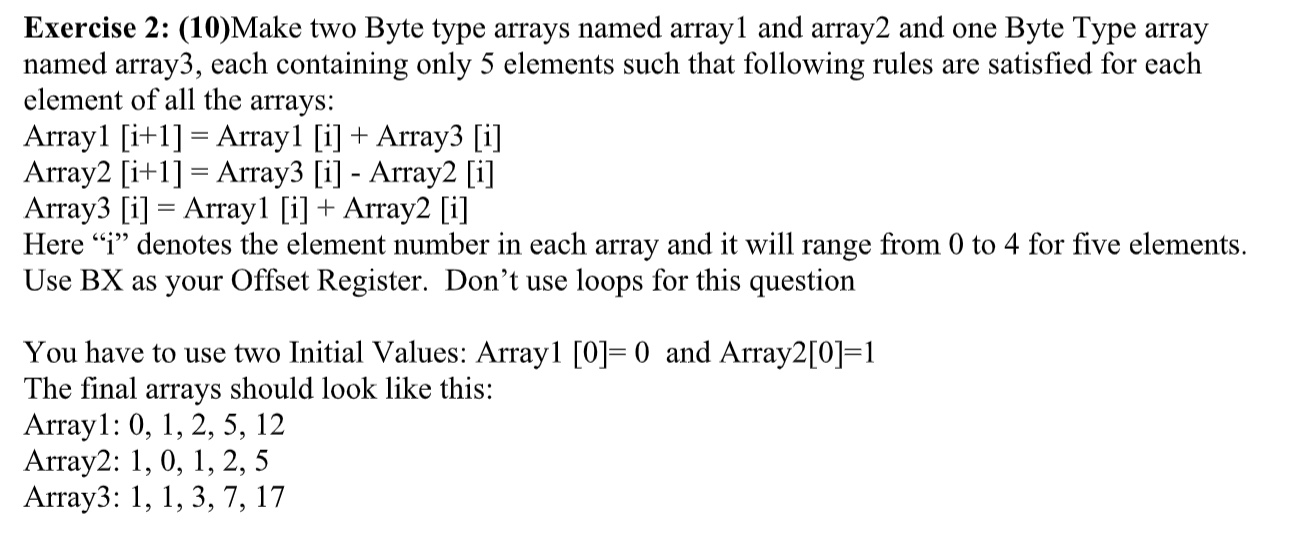 Exercise 2: (10)Make two Byte type arrays named array1 and array2 and one Byte Type array
named array3, each containing only 5 elements such that following rules are satisfied for each
element of all the arrays:
Array1 [i+1] = Array1 [i] + Array3 [i]
Array2 [i+1] = Array3 [i] - Array2 [i]
Array3 [i] = Array1 [i] + Array2 [i]
Here “i” denotes the element number in each array and it will range from 0 to 4 for five elements.
Use BX as your Offset Register. Don’t use loops for this question
You have to use two Initial Values: Array1 [0]= 0 and Array2[0]=1
The final arrays should look like this:
Array1: 0, 1, 2, 5, 12
Array2: 1, 0, 1, 2, 5
Array3: 1, 1, 3, 7, 17